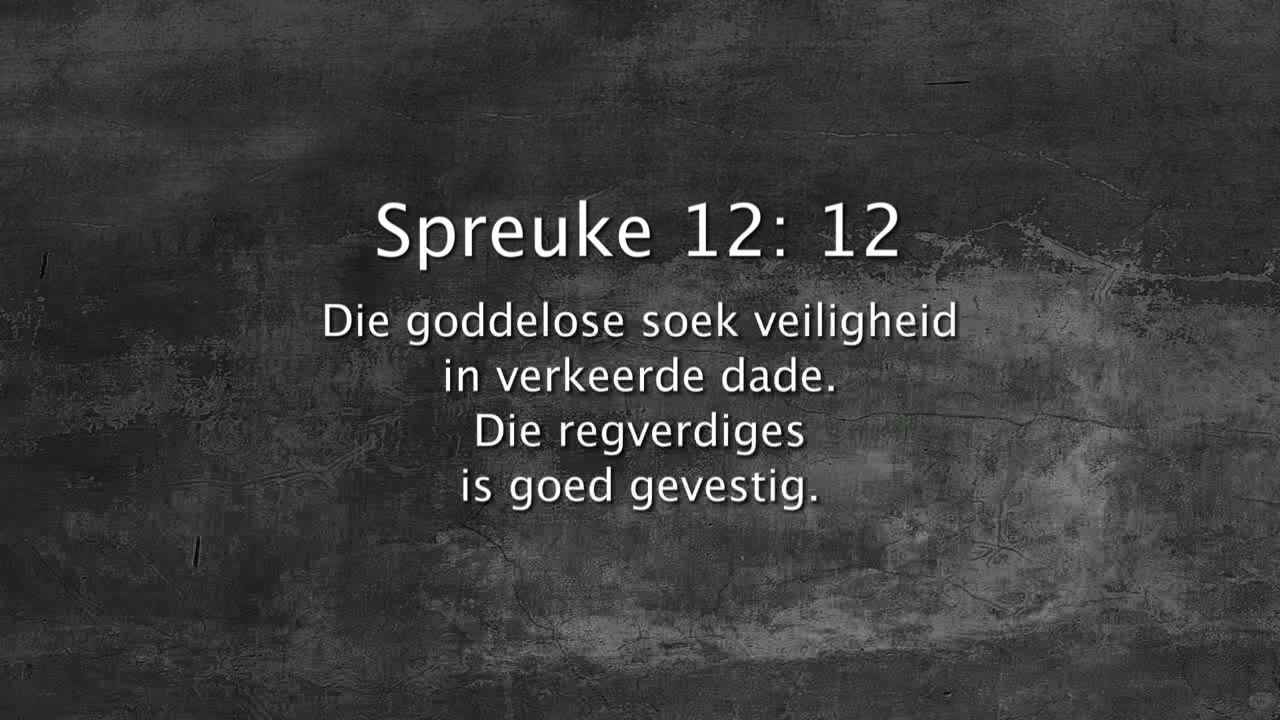 Spreuke 12: 12
Die goddelose soek veiligheid
in verkeerde dade.
Die regverdiges
is goed gevestig.